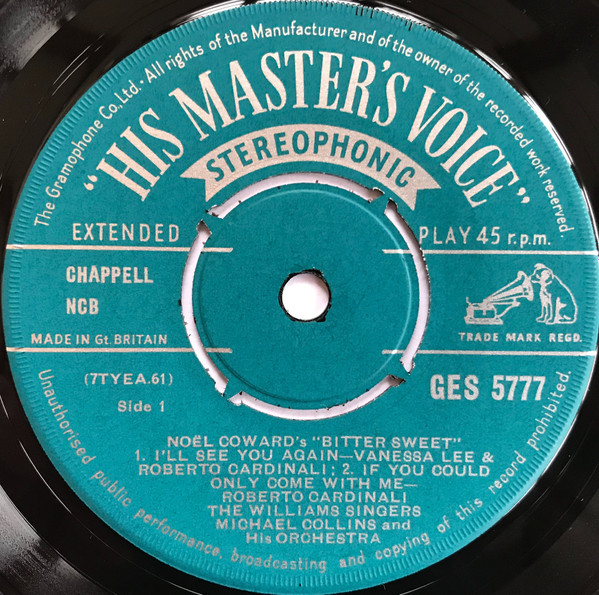 The Gramophone Co., Ltd. · All rights of the Manufacturer and of the owner of the recorded work reserved.
"HIS MASTER'S VOICE"
STEREOPHONIC
EXTENDED PLAY 45 r.p.m.
CHAPPELL
NCB
MADE IN Gt. BRITAIN
TRADE MARK REGD.
(7TYEA.61)
Side 1
GES 5777
NOËL COWARD's "BITTER SWEET"
1. I'LL SEE YOU AGAIN—VANESSA LEE &
ROBERTO CARDINALI; 2. IF YOU COULD
ONLY COME WITH ME—
ROBERTO CARDINALI
THE WILLIAMS SINGERS
MICHAEL COLLINS and
His ORCHESTRA
Unauthorised public performance, broadcasting and copying of this record prohibited.